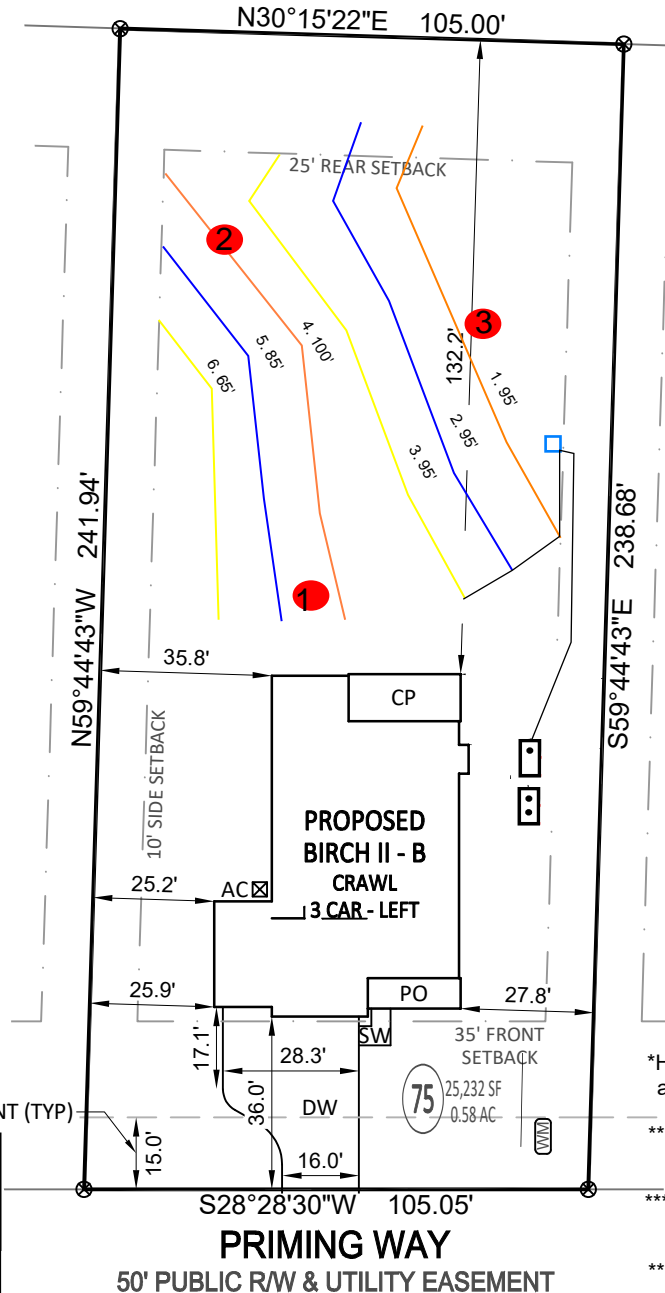 N30°15'22"E 105.00'
25' REAR SETBACK
2
3
132.2'
4. 100'
5. 85'
6. 65'
1. 95'
2. 95'
3. 95'
N59°44'43"W 241.94'
S59°44'43"E 238.68'
1
35.8'
CP
10' SIDE SETBACK
PROPOSED
BIRCH II - B
CRAWL
3 CAR - LEFT
AC
25.2'
25.9'
PO
27.8'
SW
17.1'
28.3'
36.0'
DW
35' FRONT
SETBACK
75
25,232 SF
0.58 AC
*H
a
NT (TYP)
15.0'
16.0'
WM
**
***
S28°28'30"W 105.05'
PRIMING WAY
**
50' PUBLIC R/W & UTILITY EASEMENT